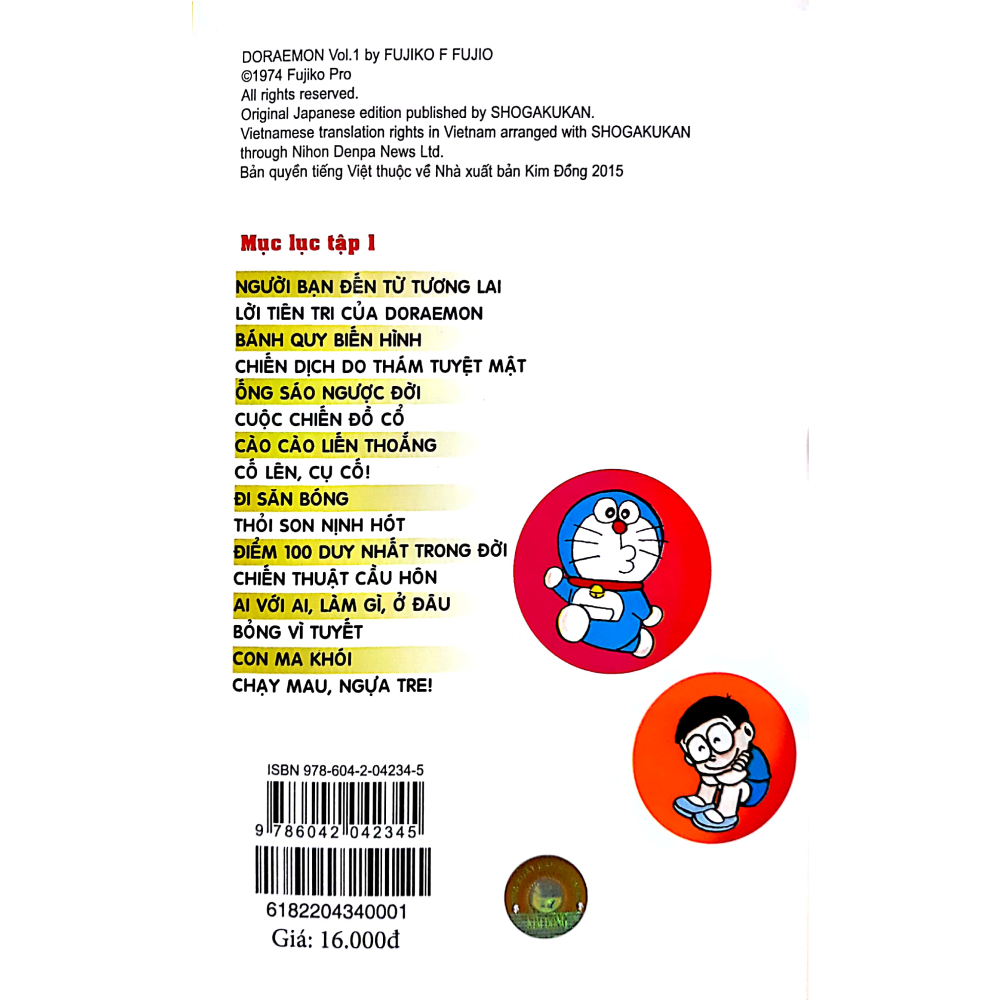 DORAEMON Vol.1 by FUJIKO F FUJIO
©1974 Fujiko Pro
All rights reserved.
Original Japanese edition published by SHOGAKUKAN.
Vietnamese translation rights in Vietnam arranged with SHOGAKUKAN
through Nihon Denpa News Ltd.
Bản quyền tiếng Việt thuộc về Nhà xuất bản Kim Đồng 2015
Mục lục tập 1
NGƯỜI BẠN ĐẾN TỪ TƯƠNG LAI
LỜI TIÊN TRI CỦA DORAEMON
BÁNH QUY BIẾN HÌNH
CHIẾN DỊCH DO THÁM TUYỆT MẬT
ỐNG SÁO NGƯỢC ĐỜI
CUỘC CHIẾN ĐỒ CỔ
CÀO CÀO LIẾN THOẮNG
CỐ LÊN, CỤ CỐ!
ĐI SĂN BÓNG
THỎI SON NỊNH HÓT
ĐIỂM 100 DUY NHẤT TRONG ĐỜI
CHIẾN THUẬT CẦU HÔN
AI VỚI AI, LÀM GÌ, Ở ĐÂU
BỎNG VÌ TUYẾT
CON MA KHÓI
CHẠY MAU, NGỰA TRE!
ISBN 978-604-2-04234-5
9 786042 042345
6182204340001
Giá: 16.000đ
KIM ĐỒNG